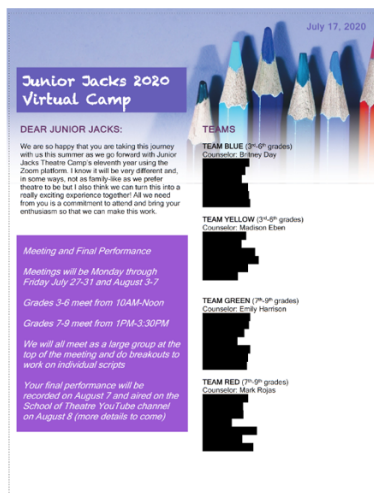 July 17, 2020
Junior Jacks 2020
Virtual Camp
DEAR JUNIOR JACKS:
We are so happy that you are taking this journey
with us this summer as we go forward with Junior
Jacks Theatre Camp's eleventh year using the
Zoom platform. I know it will be very different and,
in some ways, not as family-like as we prefer
theatre to be but I also think we can turn this into a
really exciting experience together! All we need
from you is a commitment to attend and bring your
enthusiasm so that we can make this work.
Meeting and Final Performance
Meetings will be Monday through
Friday July 27-31 and August 3-7
Grades 3-6 meet from 10AM-Noon
Grades 7-9 meet from 1PM-3:30PM
We will all meet as a large group at the
top of the meeting and do breakouts to
work on individual scripts
Your final performance will be
recorded on August 7 and aired on the
School of Theatre YouTube channel
on August 8 (more details to come)
TEAMS
TEAM BLUE (3rd-6th grades)
Counselor: Britney Day
TEAM YELLOW (3rd-6th grades)
Counselor: Madison Eben
TEAM GREEN (7th-9th grades)
Counselor: Emily Harrison
TEAM RED (7th-9th grades)
Counselor: Mark Rojas